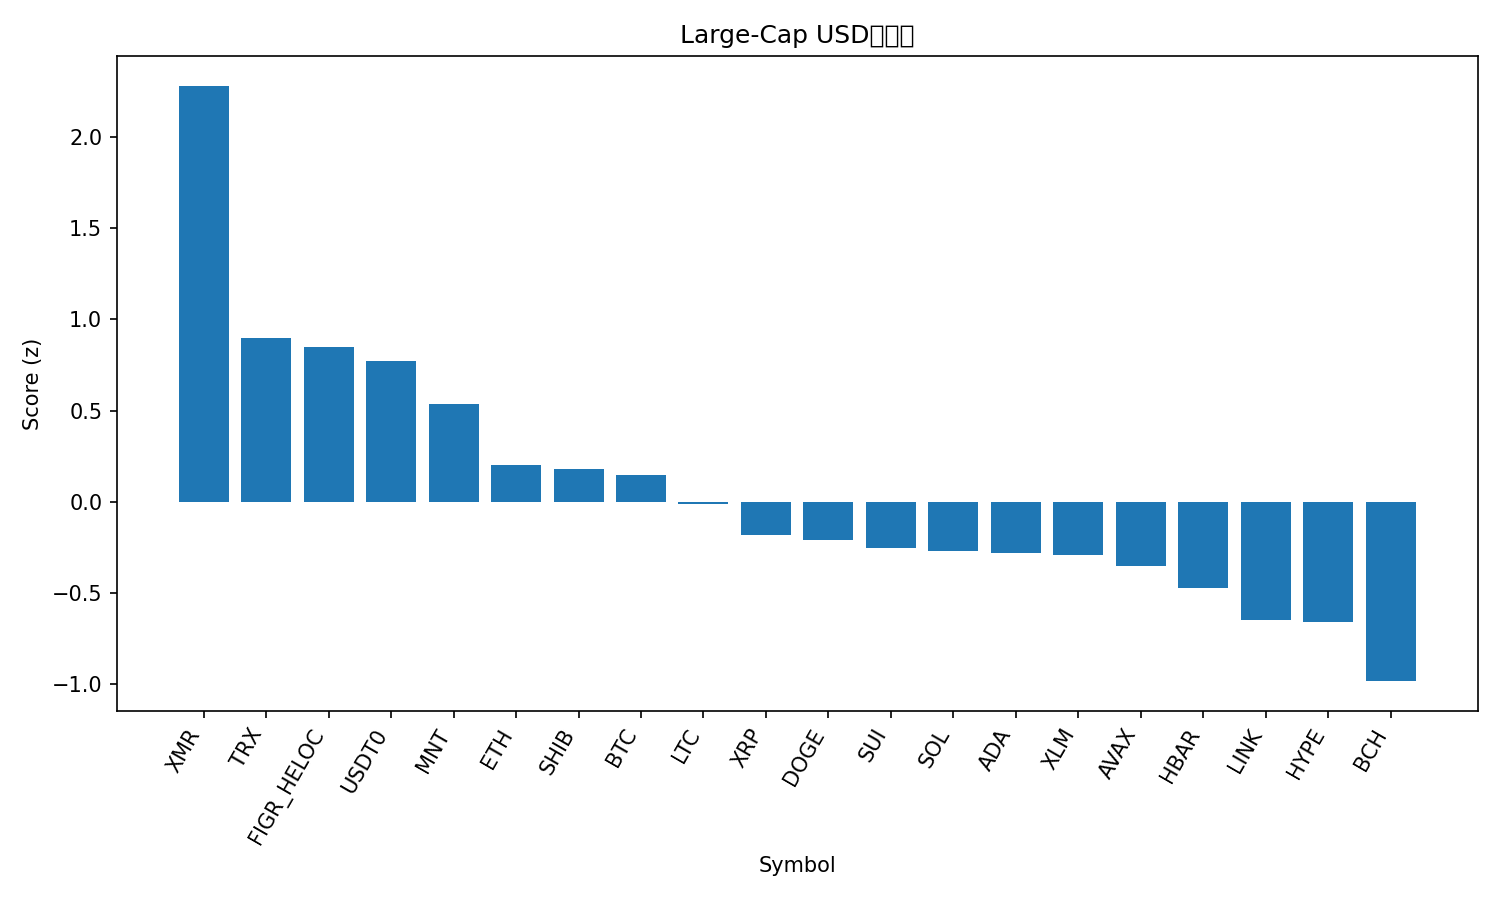 Large-Cap USD
Score (z)
2.0
1.5
1.0
0.5
0.0
−0.5
−1.0
XMR
TRX
FIGR_HELOC
USDT0
MNT
ETH
SHIB
BTC
LTC
XRP
DOGE
SUI
SOL
ADA
XLM
AVAX
HBAR
LINK
HYPE
BCH
Symbol